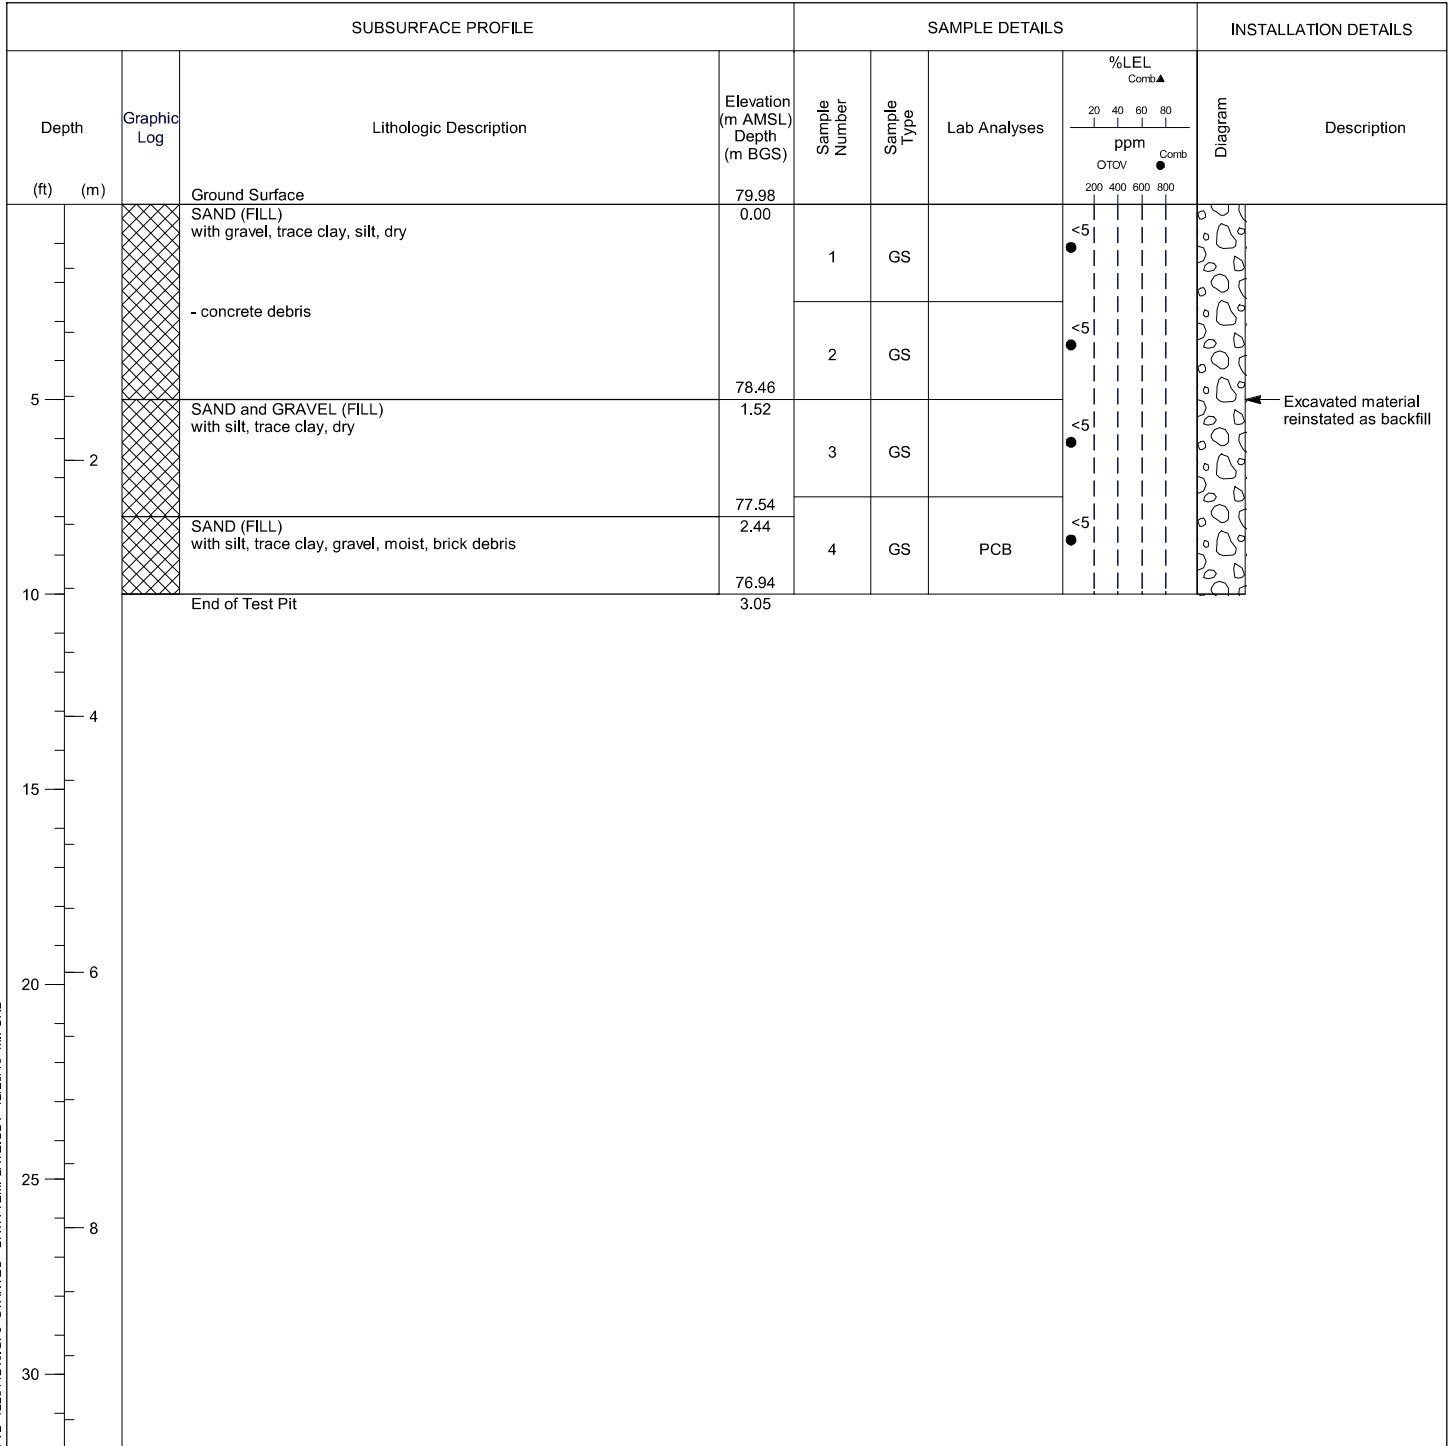 SUBSURFACE PROFILE
SAMPLE DETAILS
INSTALLATION DETAILS
Depth
(ft) (m)
Graphic
Log
Lithologic Description
Elevation
(m AMSL)
Depth
(m BGS)
Sample
Number
Sample
Type
Lab Analyses
%LEL
Comb▲
20 40 60 80
ppm
OTOV ● Comb
200 400 600 800
Diagram
Description
Ground Surface 79.98
SAND (FILL) 0.00
with gravel, trace clay, silt, dry
1 GS <5
- concrete debris
2 GS <5
78.46
5
SAND and GRAVEL (FILL) 1.52
with silt, trace clay, dry
Excavated material
reinstated as backfill
2
3 GS <5
77.54
SAND (FILL) 2.44
with silt, trace clay, gravel, moist, brick debris
4 GS PCB <5
76.94
10
End of Test Pit 3.05
4
15
6
20
25
8
30